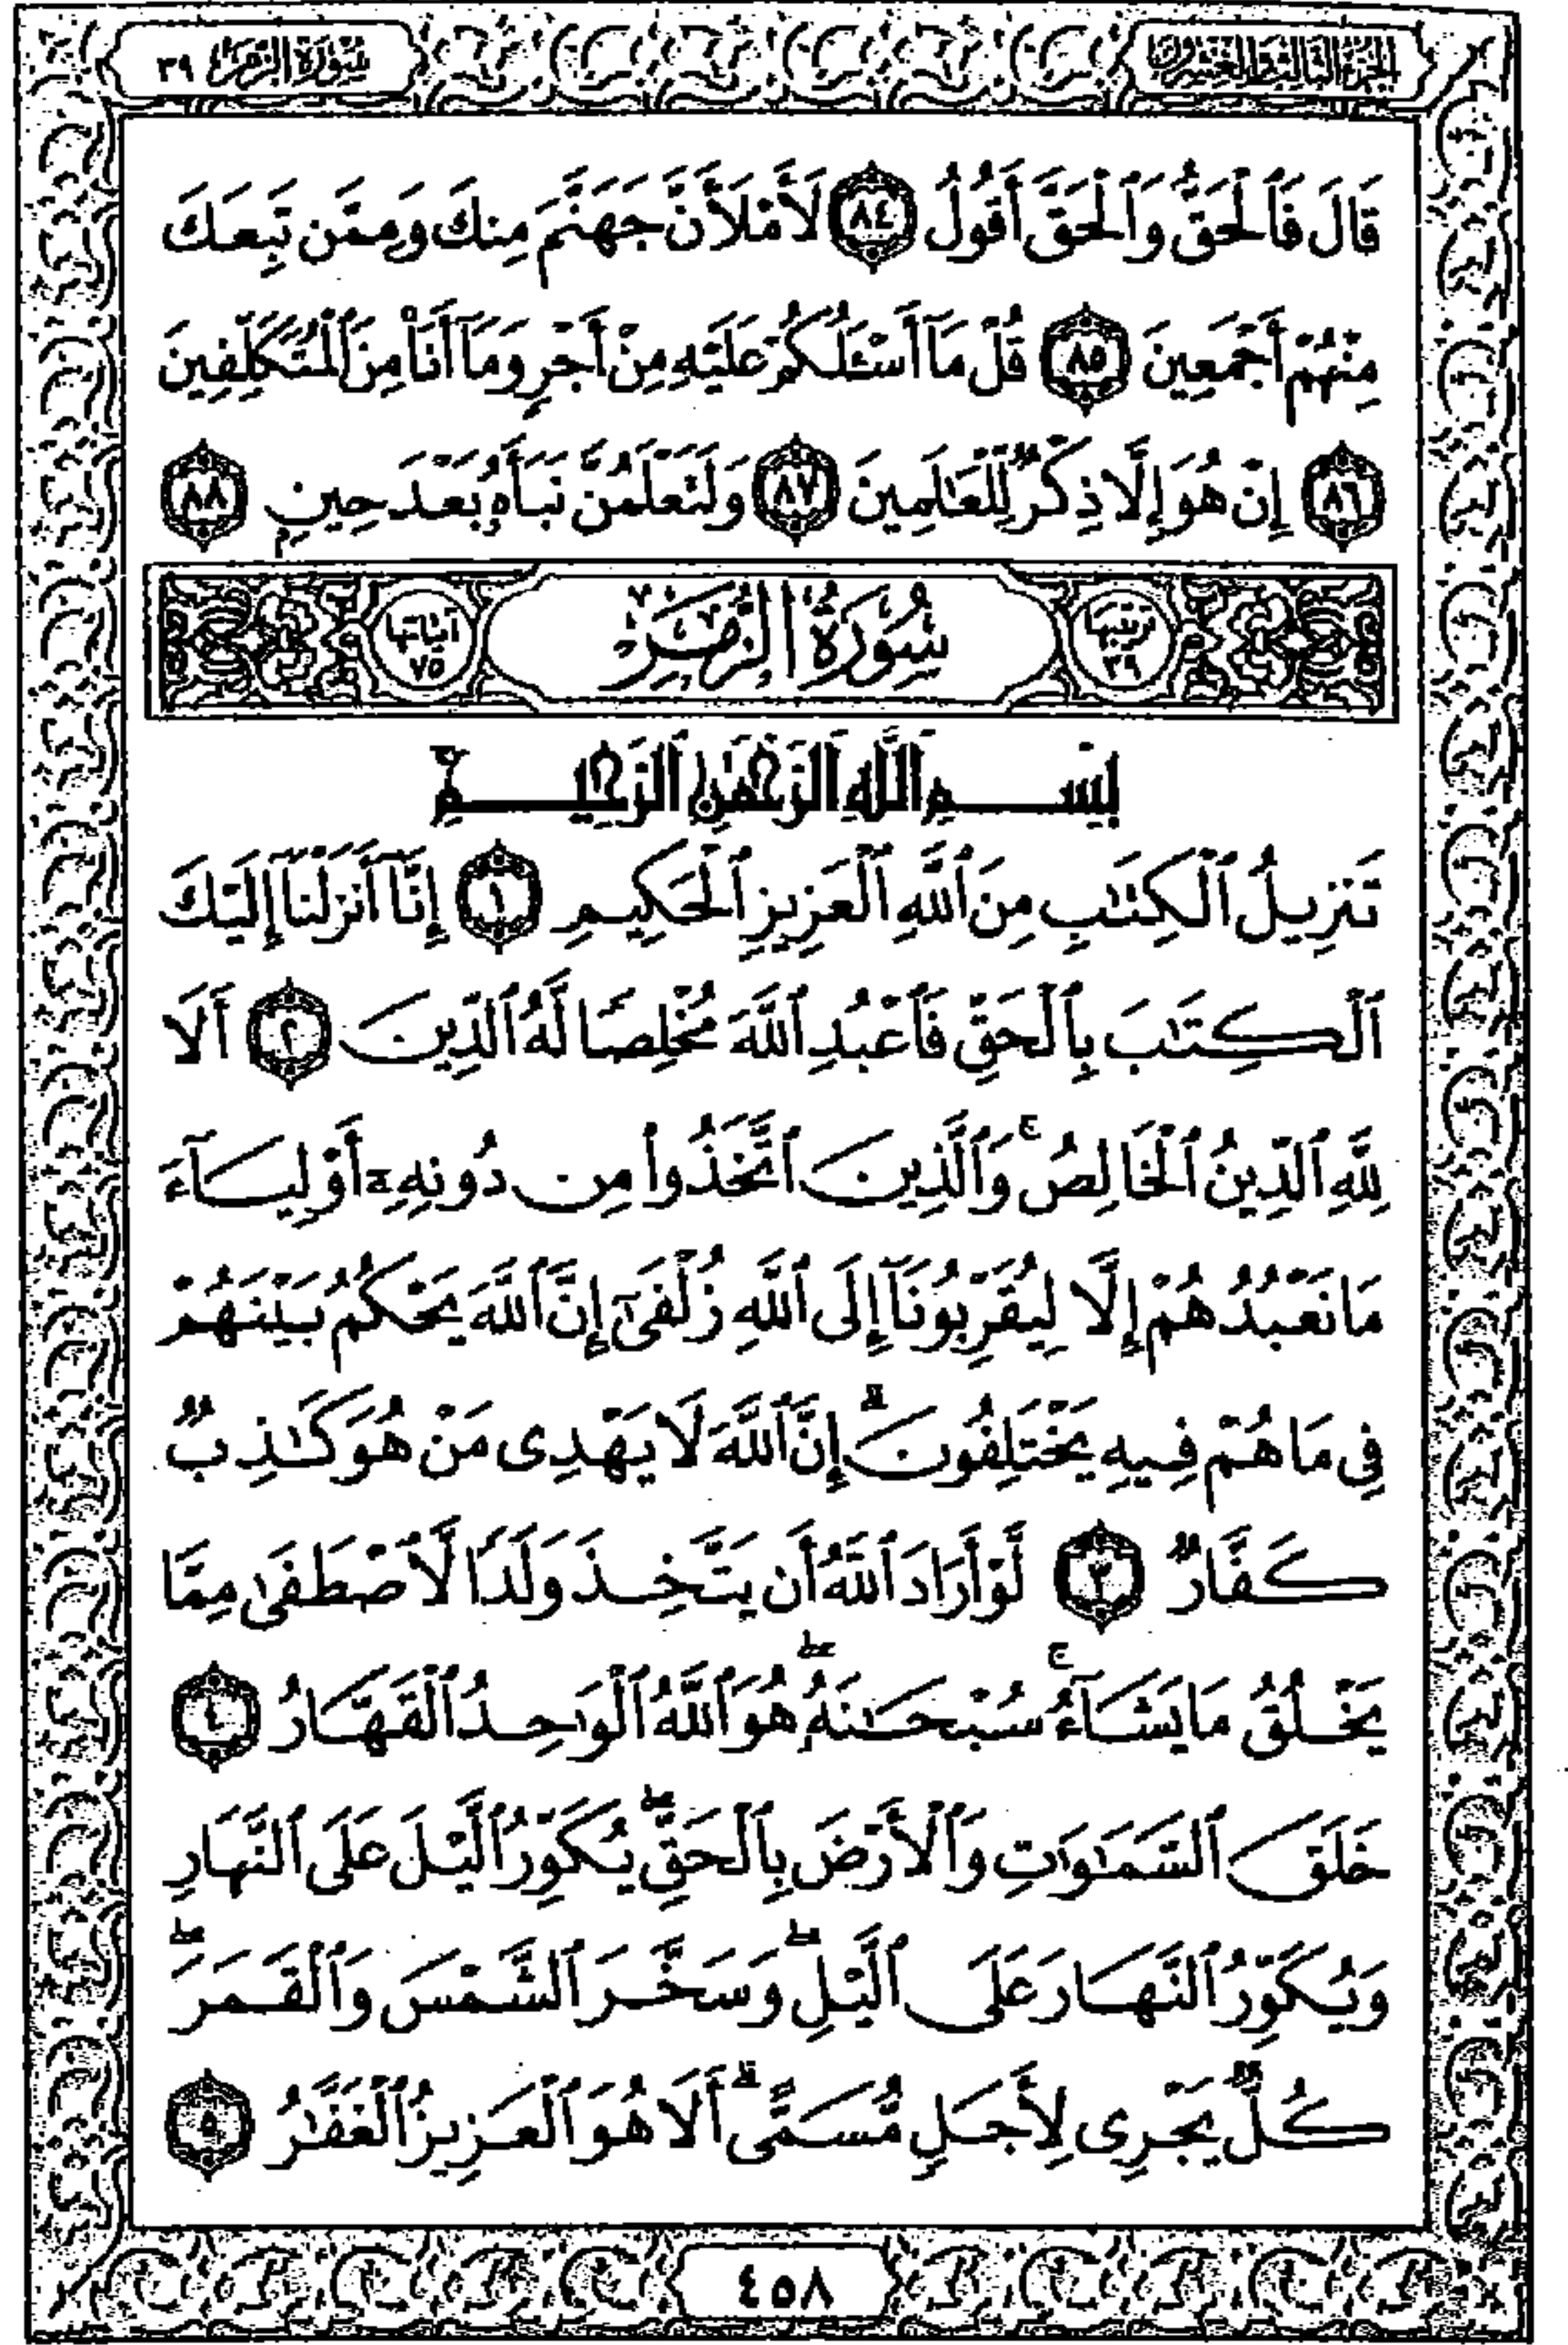 الجزء الثالث والعشرون
سورة الزمر ٣٩
قَالَ فَٱلْحَقُّ وَٱلْحَقَّ أَقُولُ ٨٤ لَأَمْلَأَنَّ جَهَنَّمَ مِنكَ وَمِمَّن تَبِعَكَ
مِنْهُمْ أَجْمَعِينَ ٨٥ قُلْ مَآ أَسْـَٔلُكُمْ عَلَيْهِ مِنْ أَجْرٍ وَمَآ أَنَا۠ مِنَ ٱلْمُتَكَلِّفِينَ
٨٦ إِنْ هُوَ إِلَّا ذِكْرٌ لِّلْعَٰلَمِينَ ٨٧ وَلَتَعْلَمُنَّ نَبَأَهُۥ بَعْدَ حِينٍۭ ٨٨
ترتيبها ٣٩ سُورَةُ الزُّمَرِ آياتها ٧٥
بِسْمِ ٱللَّهِ ٱلرَّحْمَٰنِ ٱلرَّحِيمِ
تَنزِيلُ ٱلْكِتَٰبِ مِنَ ٱللَّهِ ٱلْعَزِيزِ ٱلْحَكِيمِ ١ إِنَّآ أَنزَلْنَآ إِلَيْكَ
ٱلْكِتَٰبَ بِٱلْحَقِّ فَٱعْبُدِ ٱللَّهَ مُخْلِصًا لَّهُ ٱلدِّينَ ٢ أَلَا
لِلَّهِ ٱلدِّينُ ٱلْخَالِصُ ۚ وَٱلَّذِينَ ٱتَّخَذُوا۟ مِن دُونِهِۦٓ أَوْلِيَآءَ
مَا نَعْبُدُهُمْ إِلَّا لِيُقَرِّبُونَآ إِلَى ٱللَّهِ زُلْفَىٰٓ إِنَّ ٱللَّهَ يَحْكُمُ بَيْنَهُمْ
فِى مَا هُمْ فِيهِ يَخْتَلِفُونَ ۗ إِنَّ ٱللَّهَ لَا يَهْدِى مَنْ هُوَ كَٰذِبٌ
كَفَّارٌ ٣ لَّوْ أَرَادَ ٱللَّهُ أَن يَتَّخِذَ وَلَدًا لَّٱصْطَفَىٰ مِمَّا
يَخْلُقُ مَا يَشَآءُ ۚ سُبْحَٰنَهُۥ ۖ هُوَ ٱللَّهُ ٱلْوَٰحِدُ ٱلْقَهَّارُ ٤
خَلَقَ ٱلسَّمَٰوَٰتِ وَٱلْأَرْضَ بِٱلْحَقِّ ۖ يُكَوِّرُ ٱلَّيْلَ عَلَى ٱلنَّهَارِ
وَيُكَوِّرُ ٱلنَّهَارَ عَلَى ٱلَّيْلِ ۖ وَسَخَّرَ ٱلشَّمْسَ وَٱلْقَمَرَ ۖ
كُلٌّ يَجْرِى لِأَجَلٍ مُّسَمًّى ۗ أَلَا هُوَ ٱلْعَزِيزُ ٱلْغَفَّٰرُ ٥
٤٥٨